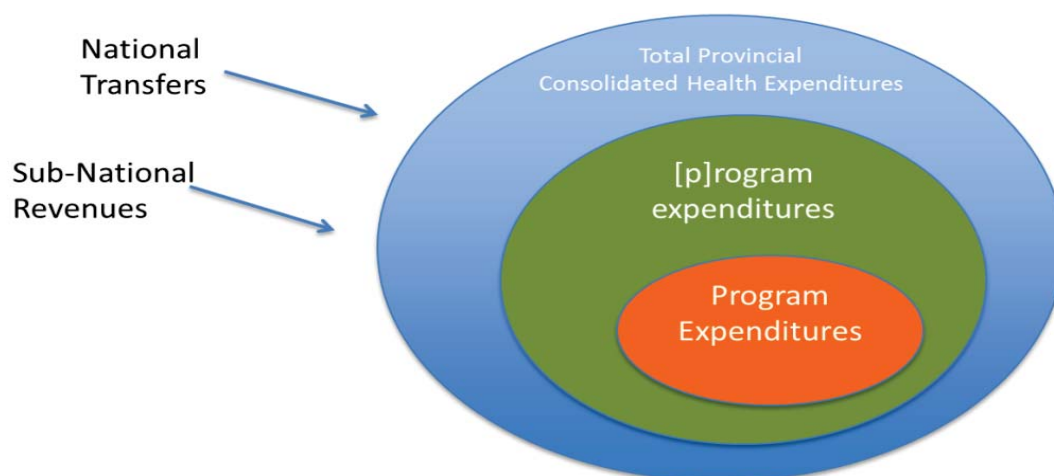 National
Transfers
Sub-National
Revenues
Total Provincial
Consolidated Health Expenditures
[p]rogram
expenditures
Program
Expenditures